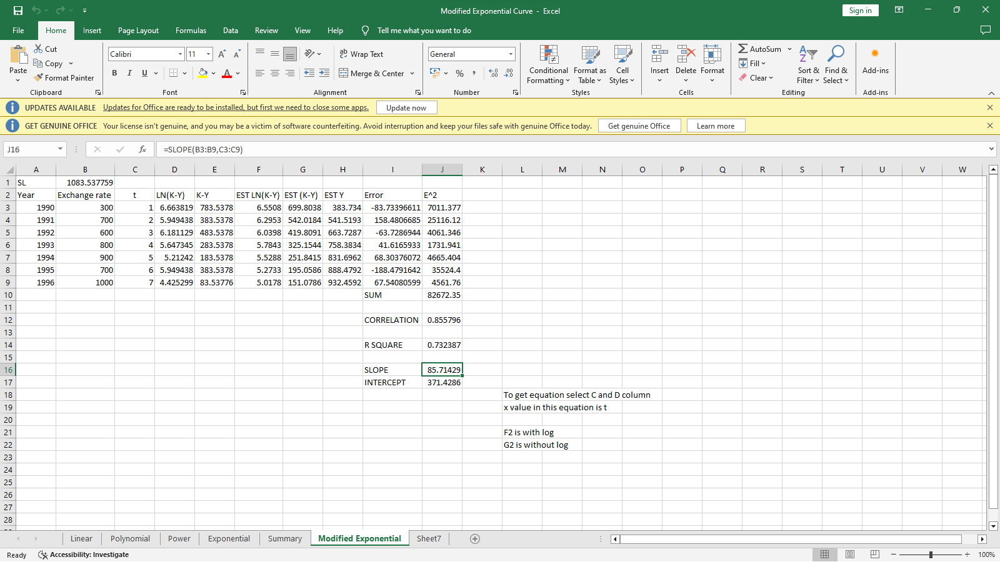 Modified Exponential Curve - Excel
Sign in
File Home Insert Page Layout Formulas Data Review View Help Tell me what you want to do
Paste
Cut
Copy
Format Painter
Clipboard
Calibri 11
B I U
Font
Wrap Text
Merge & Center
Alignment
General
Number
Conditional Formatting
Format as Table
Cell Styles
Styles
Insert Delete Format
Cells
AutoSum
Fill
Clear
Sort & Filter
Find & Select
Editing
Add-ins
Add-ins
UPDATES AVAILABLE Updates for Office are ready to be installed, but first we need to close some apps. Update now
GET GENUINE OFFICE Your license isn't genuine, and you may be a victim of software counterfeiting. Avoid interruption and keep your files safe with genuine Office today. Get genuine Office Learn more
J16 fx =SLOPE(B3:B9,C3:C9)
A B C D E F G H I J K L M N O P Q R S T U V W
1 SL 1083.537759
2 Year Exchange rate t LN(K-Y) K-Y EST LN(K-Y) EST (K-Y) EST Y Error E^2
3 1990 300 1 6.663819 783.5378 6.5508 699.8038 383.734 -83.73396611 7011.377
4 1991 700 2 5.949438 383.5378 6.2953 542.0184 541.5193 158.4806685 25116.12
5 1992 600 3 6.181129 483.5378 6.0398 419.8091 663.7287 -63.7286944 4061.346
6 1993 800 4 5.647345 283.5378 5.7843 325.1544 758.3834 41.6165933 1731.941
7 1994 900 5 5.21242 183.5378 5.5288 251.8415 831.6962 68.30376072 4665.404
8 1995 700 6 5.949438 383.5378 5.2733 195.0586 888.4792 -188.4791642 35524.4
9 1996 1000 7 4.425299 83.53776 5.0178 151.0786 932.4592 67.54080599 4561.76
10 SUM 82672.35
11
12 CORRELATION 0.855796
13
14 R SQUARE 0.732387
15
16 SLOPE 85.71429
17 INTERCEPT 371.4286
18 To get equation select C and D column
19 x value in this equation is t
20
21 F2 is with log
22 G2 is without log
23
24
25
26
27
28
Linear Polynomial Power Exponential Summary Modified Exponential Sheet7
Ready Accessibility: Investigate 100%